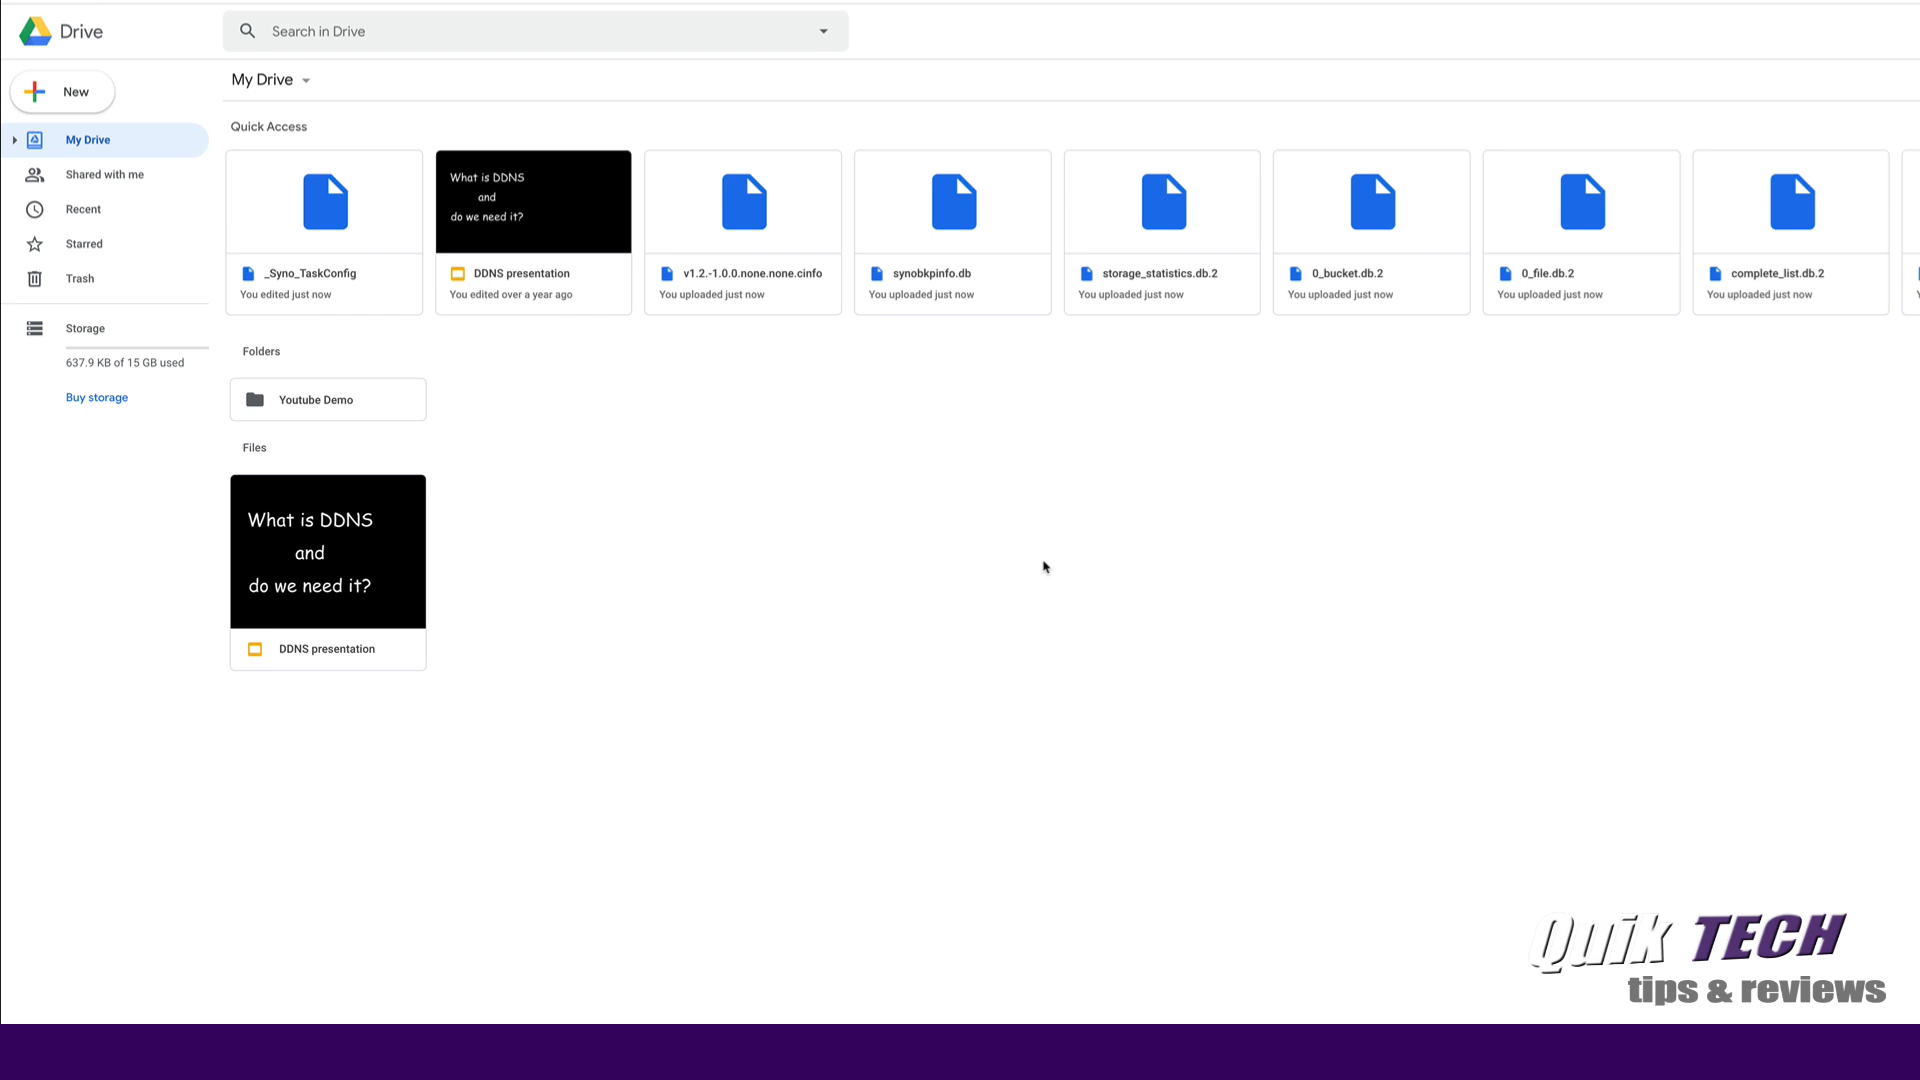 Drive
Search in Drive
New
My Drive
My Drive
Shared with me
Recent
Starred
Trash
Storage
637.9 KB of 15 GB used
Buy storage
Quick Access
What is DDNS
and
do we need it?
_Syno_TaskConfig
You edited just now
DDNS presentation
You edited over a year ago
v1.2.-1.0.0.none.none.cinfo
You uploaded just now
synobkpinfo.db
You uploaded just now
storage_statistics.db.2
You uploaded just now
0_bucket.db.2
You uploaded just now
0_file.db.2
You uploaded just now
complete_list.db.2
You uploaded just now
Folders
Youtube Demo
Files
What is DDNS
and
do we need it?
DDNS presentation
Quik TECH
tips & reviews